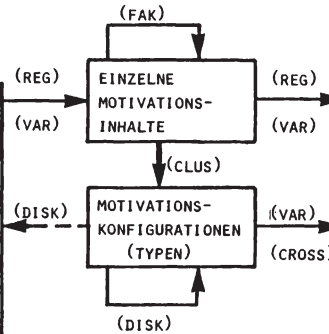 (FAK)
(REG)
EINZELNE
MOTIVATIONS-
INHALTE
(REG)
(VAR)
(VAR)
(CLUS)
(DISK)
MOTIVATIONS-
KONFIGURATIONEN
(TYPEN)
(VAR)
(CROSS)
(DISK)